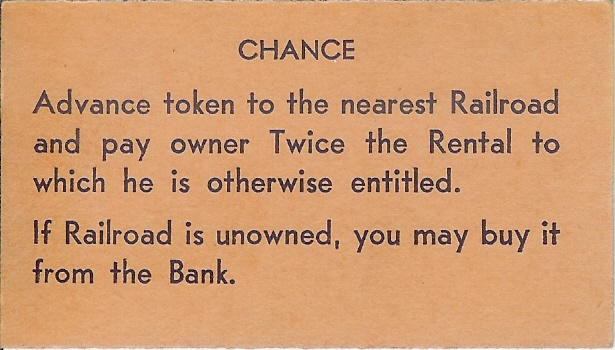 CHANCE
Advance token to the nearest Railroad
and pay owner Twice the Rental to
which he is otherwise entitled.
If Railroad is unowned, you may buy it
from the Bank.